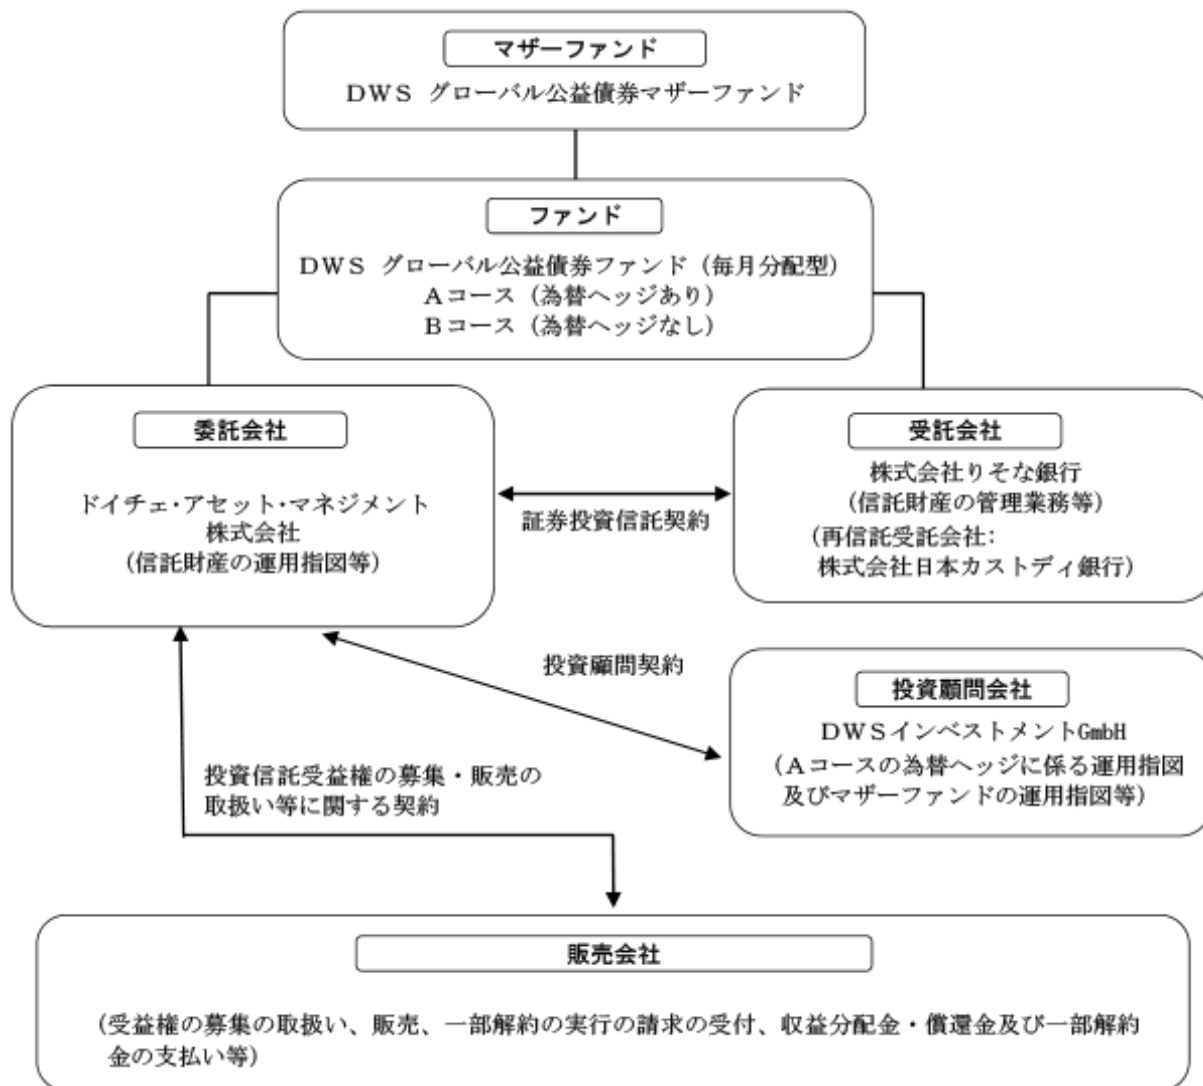 マザーファンド
DWS グローバル公益債券マザーファンド
ファンド
DWS グローバル公益債券ファンド（毎月分配型）
Aコース（為替ヘッジあり）
Bコース（為替ヘッジなし）
委託会社
ドイチェ・アセット・マネジメント
株式会社
（信託財産の運用指図等）
証券投資信託契約
受託会社
株式会社りそな銀行
（信託財産の管理業務等）
（再信託受託会社：
株式会社日本カストディ銀行）
投資顧問契約
投資顧問会社
DWSインベストメントGmbH
（Aコースの為替ヘッジに係る運用指図
及びマザーファンドの運用指図等）
投資信託受益権の募集・販売の
取扱い等に関する契約
販売会社
（受益権の募集の取扱い、販売、一部解約の実行の請求の受付、収益分配金・償還金及び一部解約
金の支払い等）